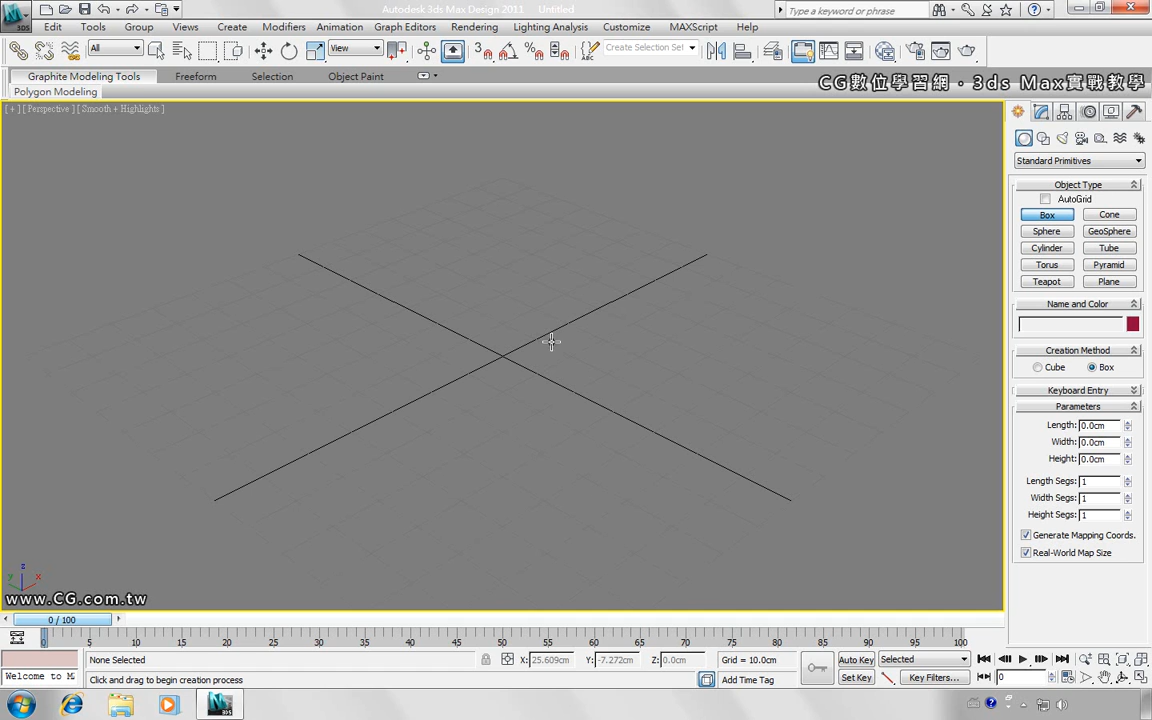 Autodesk 3ds Max Design 2011 Untitled
Type a keyword or phrase
Edit Tools Group Views Create Modifiers Animation Graph Editors Rendering Lighting Analysis Customize MAXScript Help
All View Create Selection Set
Graphite Modeling Tools Freeform Selection Object Paint
CG數位學習網・3ds Max實戰教學
Polygon Modeling
[ + ] [ Perspective ] [ Smooth + Highlights ]
Standard Primitives
Object Type
AutoGrid
Box Cone
Sphere GeoSphere
Cylinder Tube
Torus Pyramid
Teapot Plane
Name and Color
Creation Method
Cube Box
Keyboard Entry
Parameters
Length: 0.0cm
Width: 0.0cm
Height: 0.0cm
Length Segs: 1
Width Segs: 1
Height Segs: 1
Generate Mapping Coords.
Real-World Map Size
z
y x
www.CG.com.tw
0 / 100
0 5 10 15 20 25 30 35 40 45 50 55 60 65 70 75 80 85 90 95 100
None Selected X: 25.609cm Y: -7.272cm Z: 0.0cm Grid = 10.0cm Auto Key Selected
Welcome to M Click and drag to begin creation process Add Time Tag Set Key Key Filters... 0